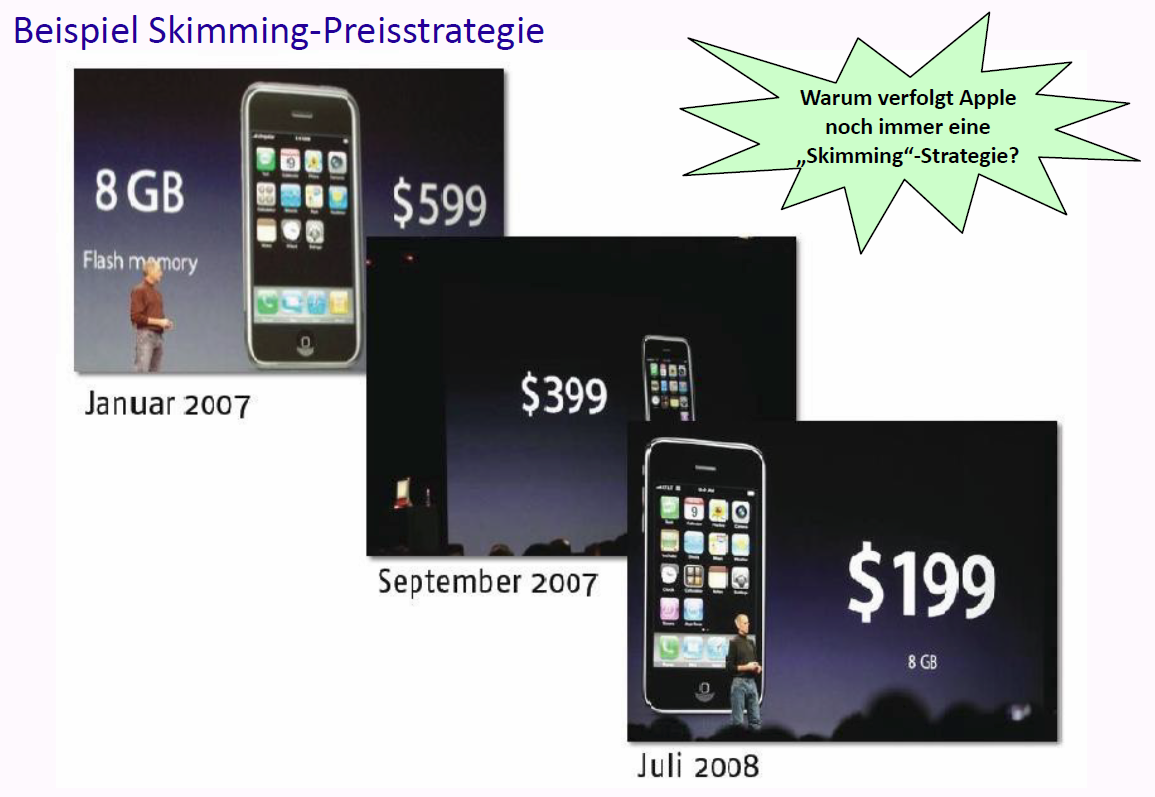 Beispiel Skimming-Preisstrategie
Warum verfolgt Apple
noch immer eine
„Skimming“-Strategie?
8 GB
$599
Flash memory
Januar 2007
$399
September 2007
$199
8 GB
Juli 2008